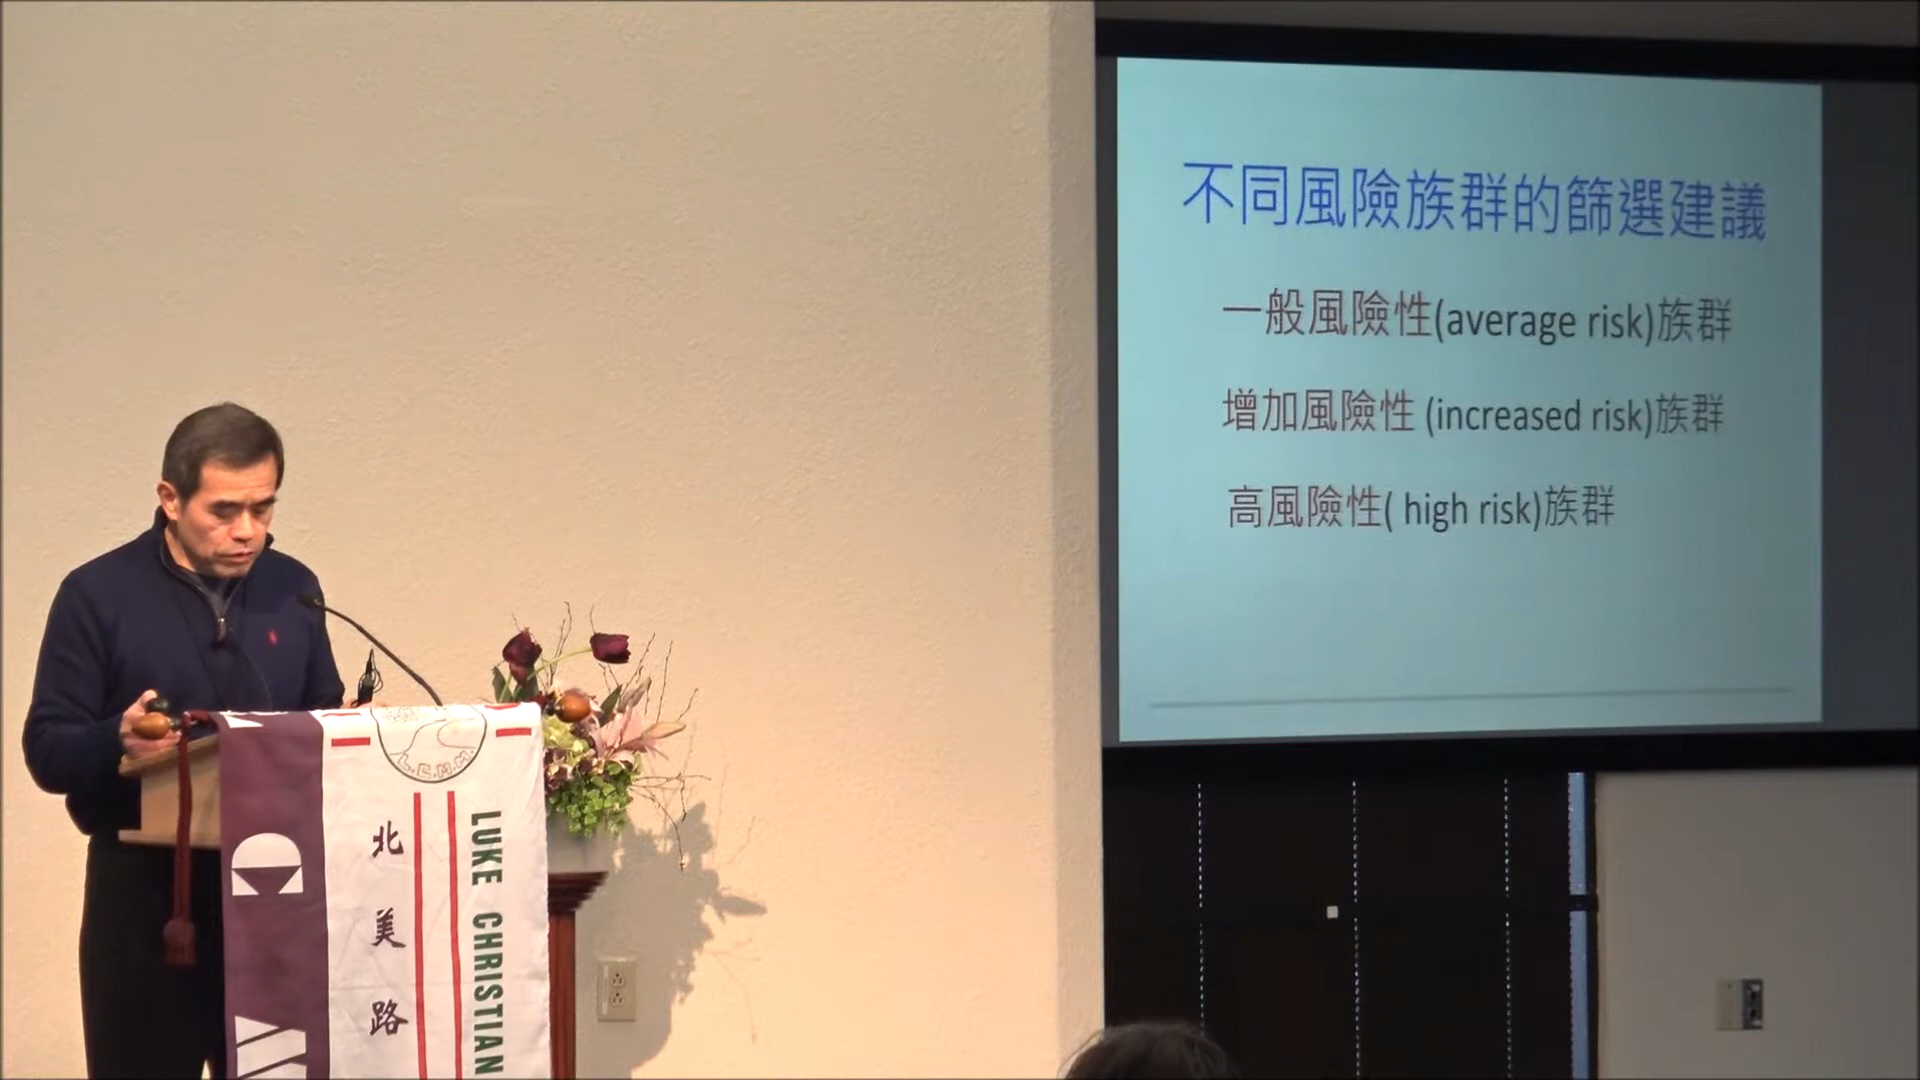 不同風險族群的篩選建議
一般風險性(average risk)族群
增加風險性 (increased risk)族群
高風險性( high risk)族群
L.C.M.M.
北美路
LUKE CHRISTIAN